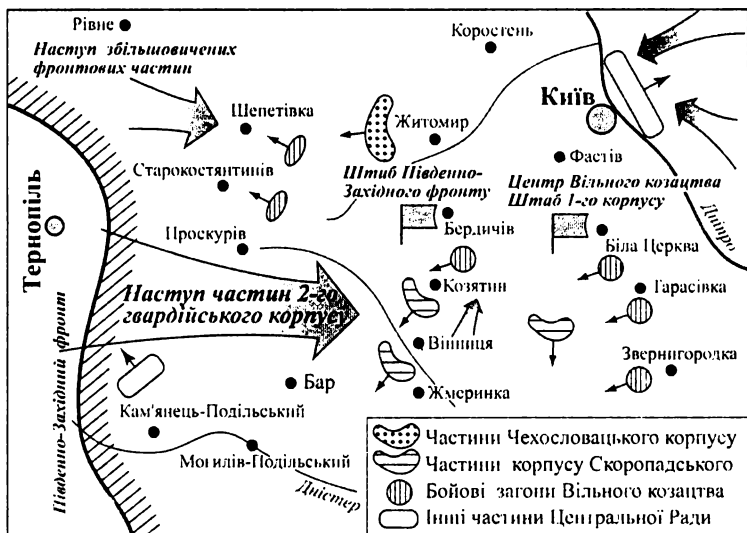 Рівне
Наступ збільшовичених
фронтових частин
Шепетівка
Старокостянтинів
Тернопіль
Проскурів
Коростень
Житомир
Київ
Фастів
Штиб Південно-
Західного фронту
Центр Вільного козацтва
Штаб 1-го корпусу
Дніпро
Бердичів
Біла Церква
Козятин
Гарасівка
Наступ частин 2-го
гвардійського корпусу
Вінниця
Звернигородка
Бар
Жмеринка
Південно-Західний фронт
Кам'янець-Подільський
Могилів-Подільський
Дністер
Частини Чехословацького корпусу
Частини корпусу Скоропадського
Бойові загони Вільного козацтва
Інші частини Центральної Ради